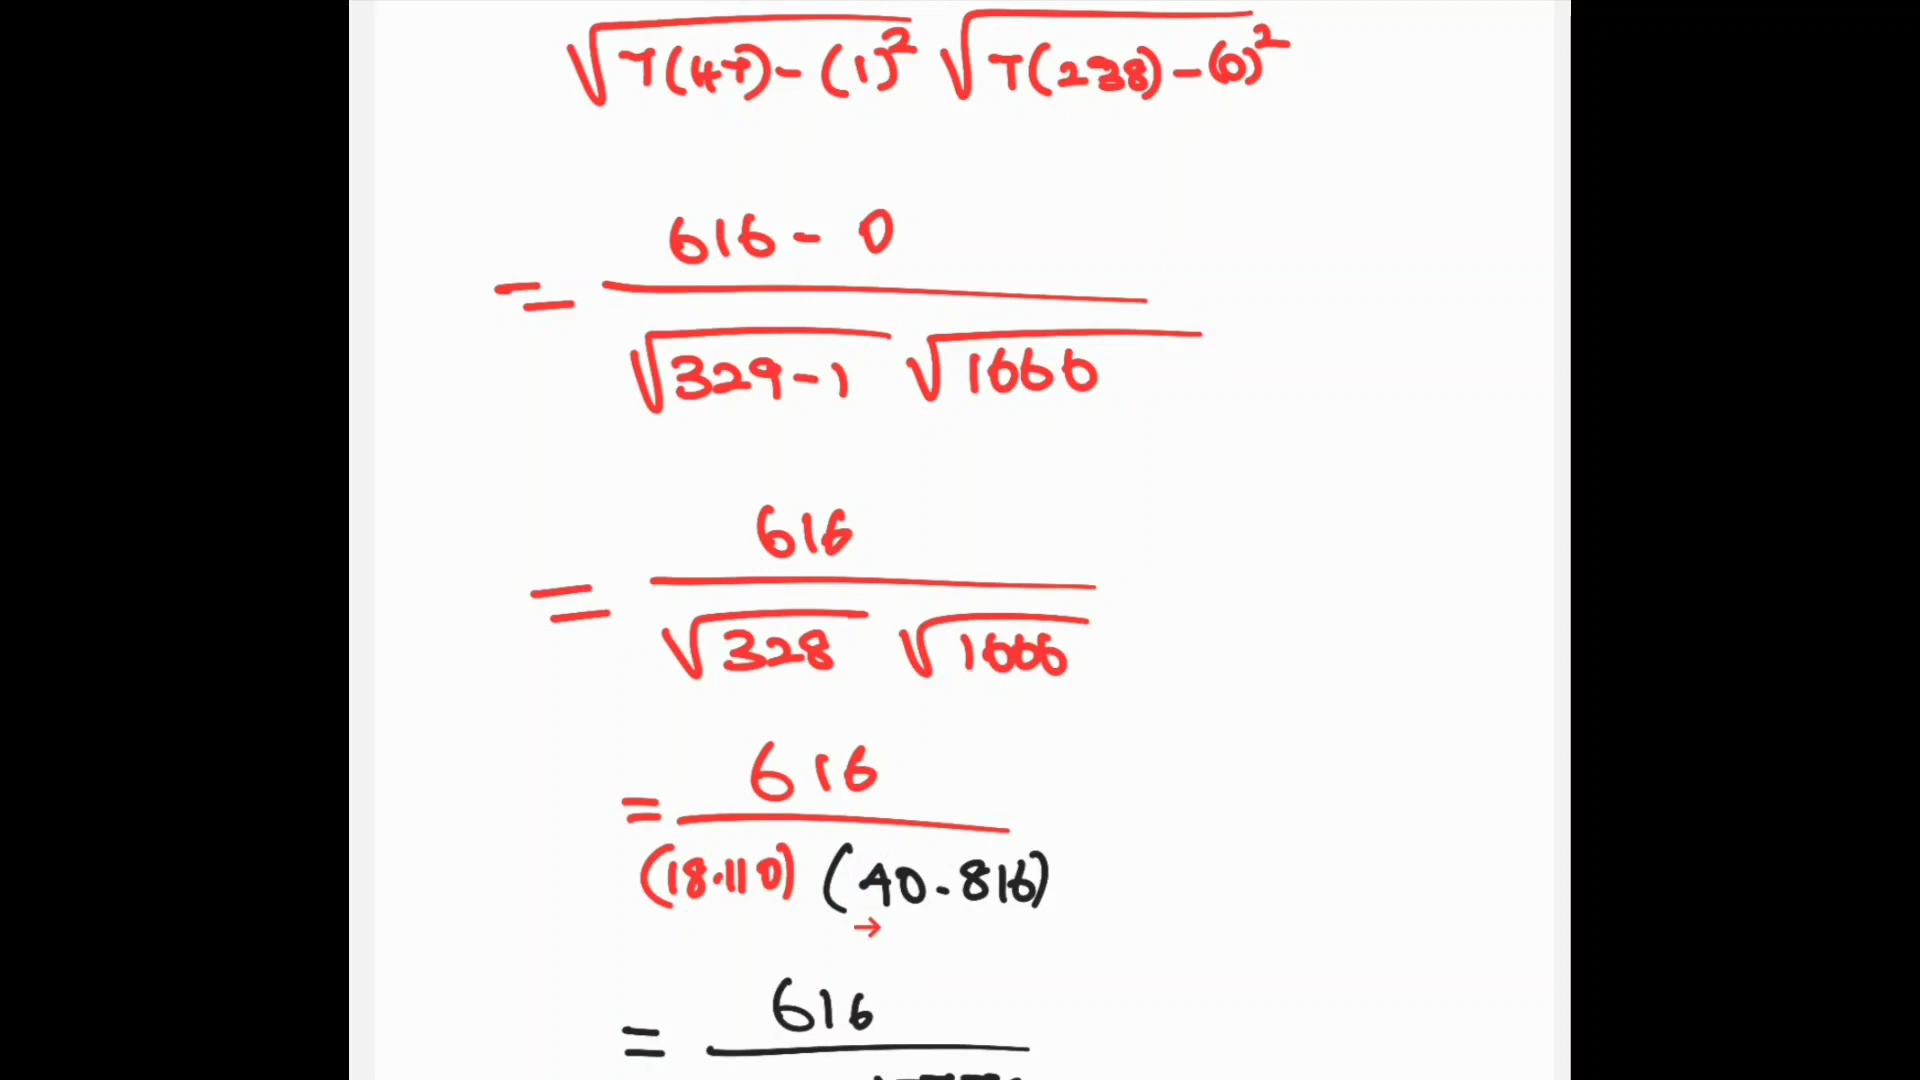 √7(47)-(1)² √7(238)-(0)²
616 - 0
= √329-1 √1666
616
= √328 √1666
616
= (18.110) (40.816)
→
616
=